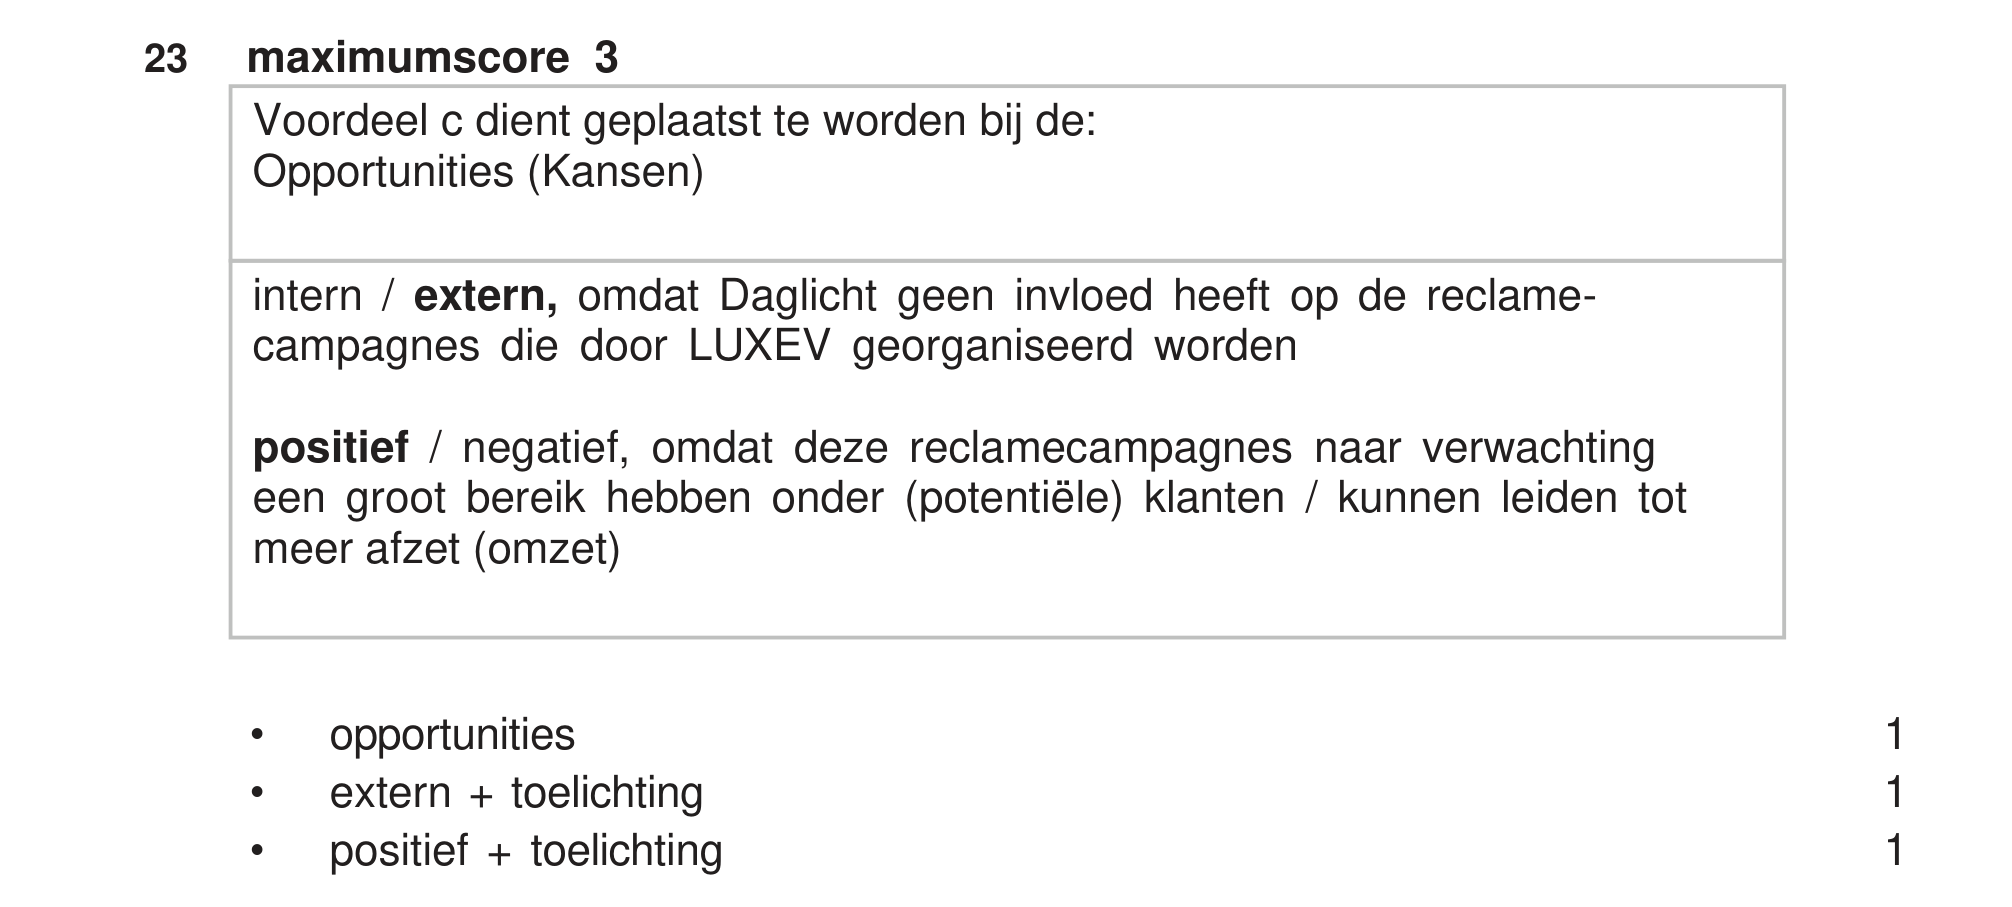 23 maximumscore 3
Voordeel c dient geplaatst te worden bij de:
Opportunities (Kansen)
intern / extern, omdat Daglicht geen invloed heeft op de reclame-
campagnes die door LUXEV georganiseerd worden
positief / negatief, omdat deze reclamecampagnes naar verwachting
een groot bereik hebben onder (potentiële) klanten / kunnen leiden tot
meer afzet (omzet)
• opportunities 1
• extern + toelichting 1
• positief + toelichting 1